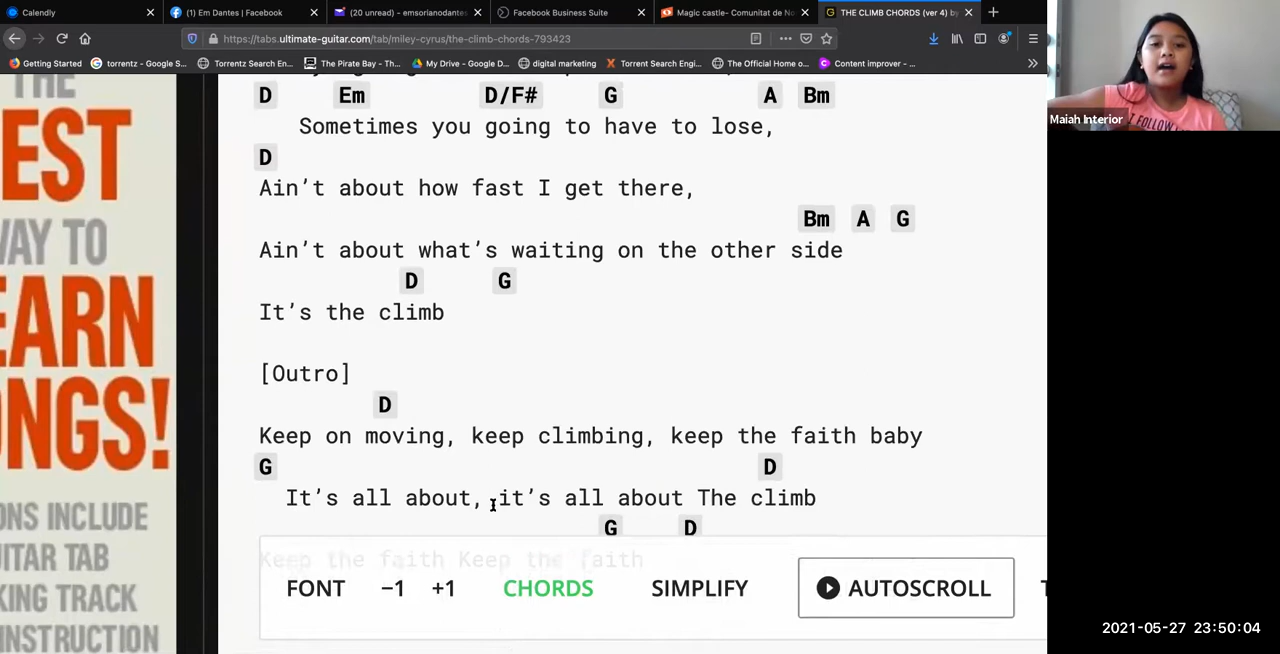 Calendly
(1) Em Dantes | Facebook
(20 unread) - emsorianodantes
Facebook Business Suite
Magic castle- Comunitat de No
THE CLIMB CHORDS (ver 4) by
https://tabs.ultimate-guitar.com/tab/miley-cyrus/the-climb-chords-793423
Getting Started
torrentz - Google S...
Torrentz Search En...
The Pirate Bay - Th...
My Drive - Google D...
digital marketing
Torrent Search Engi...
The Official Home o...
Content improver - ...
THE
EST
WAY TO
EARN
ONGS!
ONS INCLUDE
UITAR TAB
KING TRACK
INSTRUCTION
D Em D/F# G A Bm
Sometimes you going to have to lose,
D
Ain't about how fast I get there,
Bm A G
Ain't about what's waiting on the other side
D G
It's the climb
[Outro]
D
Keep on moving, keep climbing, keep the faith baby
G D
It's all about, it's all about The climb
G D
Keep the faith Keep the faith
FONT −1 +1 CHORDS SIMPLIFY AUTOSCROLL T
I FOLLOW
Maiah Interior
2021-05-27 23:50:04